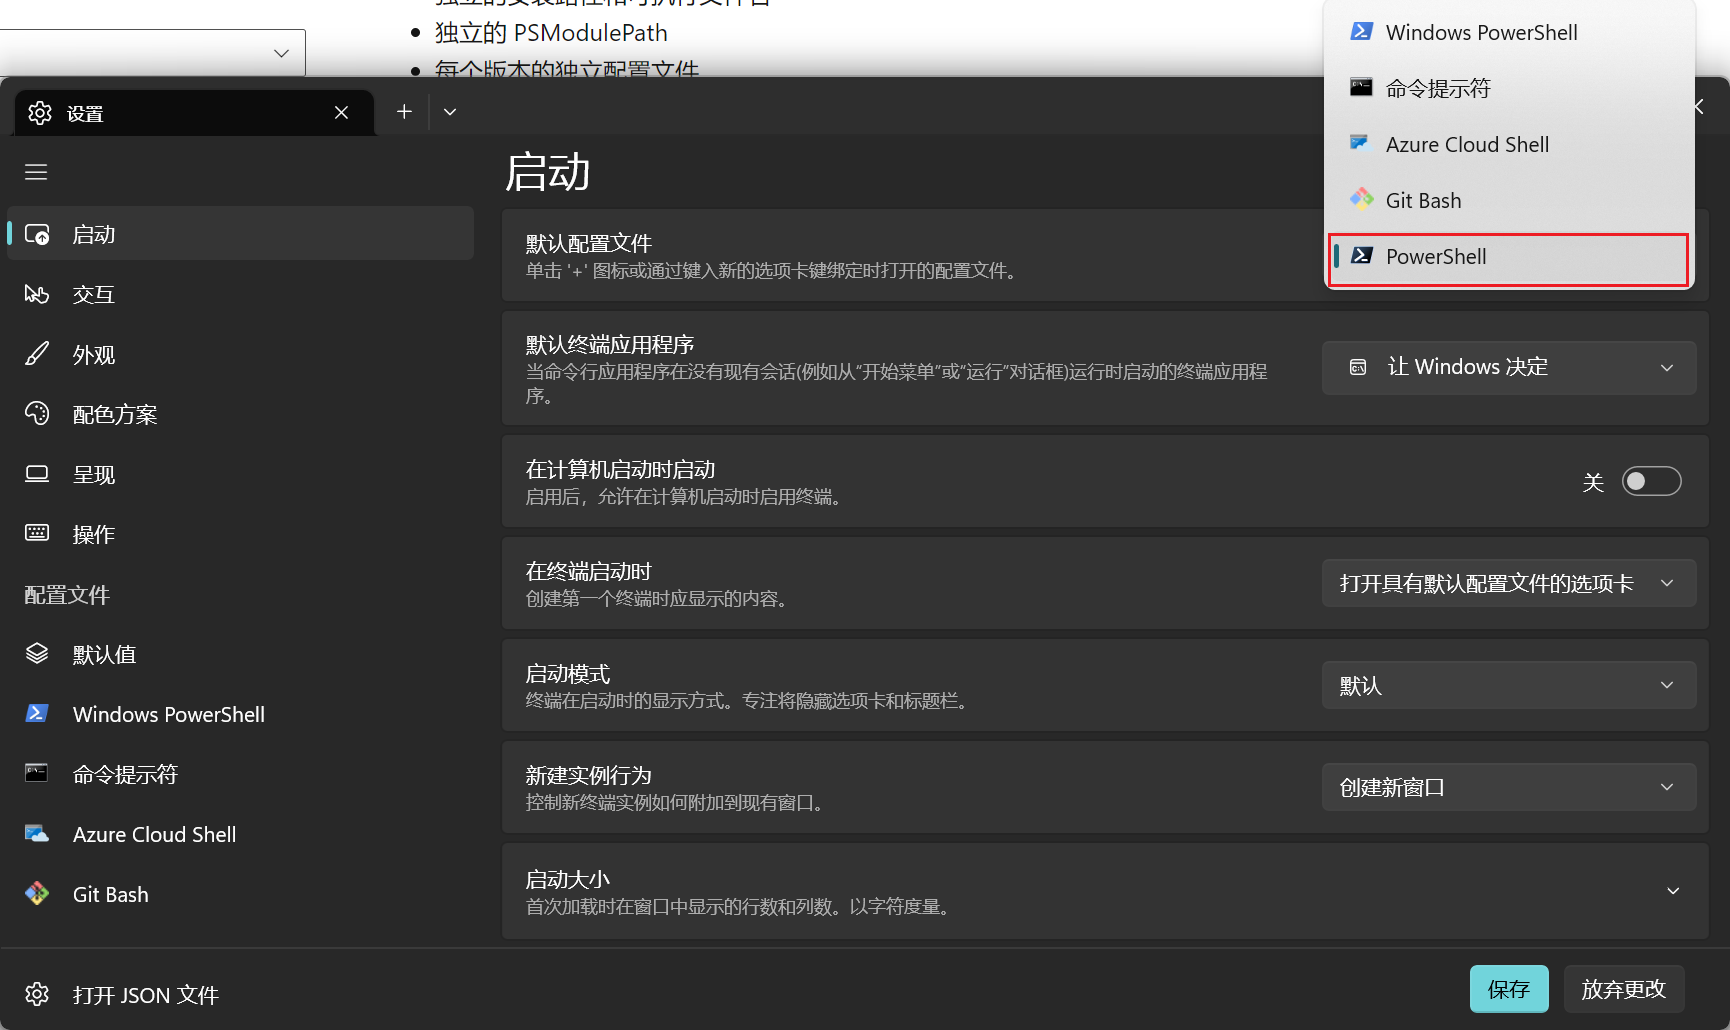 独立的安装路径和可执行文件名
独立的 PSModulePath
每个版本的独立配置文件
Windows PowerShell
命令提示符
Azure Cloud Shell
Git Bash
PowerShell
设置
启动
交互
外观
配色方案
呈现
操作
配置文件
默认值
Windows PowerShell
命令提示符
Azure Cloud Shell
Git Bash
打开 JSON 文件
启动
默认配置文件
单击 '+' 图标或通过键入新的选项卡键绑定时打开的配置文件。
默认终端应用程序
当命令行应用程序在没有现有会话(例如从“开始菜单”或“运行”对话框)运行时启动的终端应用程
序。
让 Windows 决定
在计算机启动时启动
启用后，允许在计算机启动时启用终端。
关
在终端启动时
创建第一个终端时应显示的内容。
打开具有默认配置文件的选项卡
启动模式
终端在启动时的显示方式。专注将隐藏选项卡和标题栏。
默认
新建实例行为
控制新终端实例如何附加到现有窗口。
创建新窗口
启动大小
首次加载时在窗口中显示的行数和列数。以字符度量。
保存
放弃更改